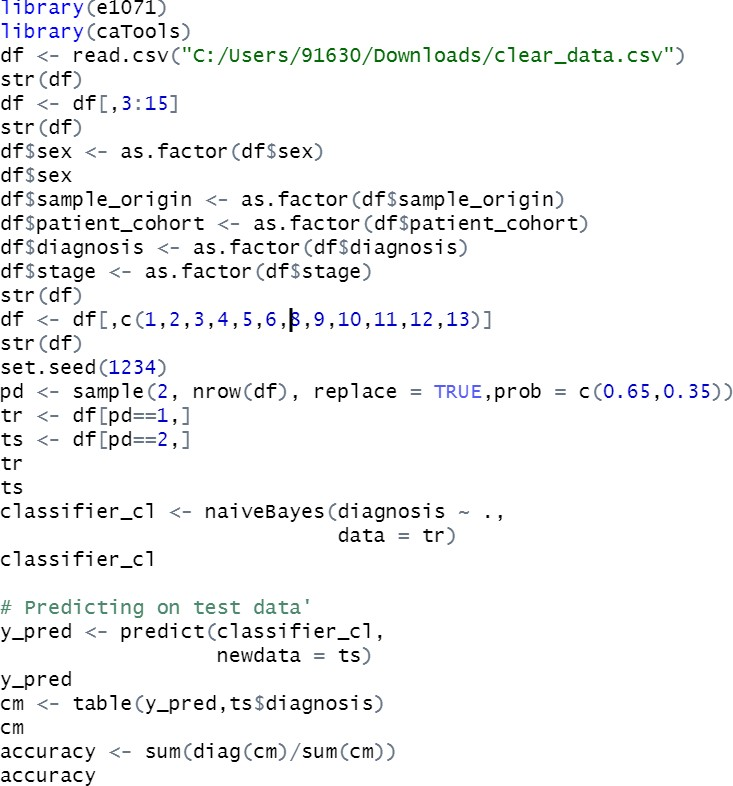 library(e1071)
library(caTools)
df <- read.csv("C:/Users/91630/Downloads/clear_data.csv")
str(df)
df <- df[,3:15]
str(df)
df$sex <- as.factor(df$sex)
df$sex
df$sample_origin <- as.factor(df$sample_origin)
df$patient_cohort <- as.factor(df$patient_cohort)
df$diagnosis <- as.factor(df$diagnosis)
df$stage <- as.factor(df$stage)
str(df)
df <- df[,c(1,2,3,4,5,6,8,9,10,11,12,13)]
str(df)
set.seed(1234)
pd <- sample(2, nrow(df), replace = TRUE,prob = c(0.65,0.35))
tr <- df[pd==1,]
ts <- df[pd==2,]
tr
ts
classifier_cl <- naiveBayes(diagnosis ~ .,
                            data = tr)
classifier_cl

# Predicting on test data'
y_pred <- predict(classifier_cl,
                  newdata = ts)
y_pred
cm <- table(y_pred,ts$diagnosis)
cm
accuracy <- sum(diag(cm)/sum(cm))
accuracy